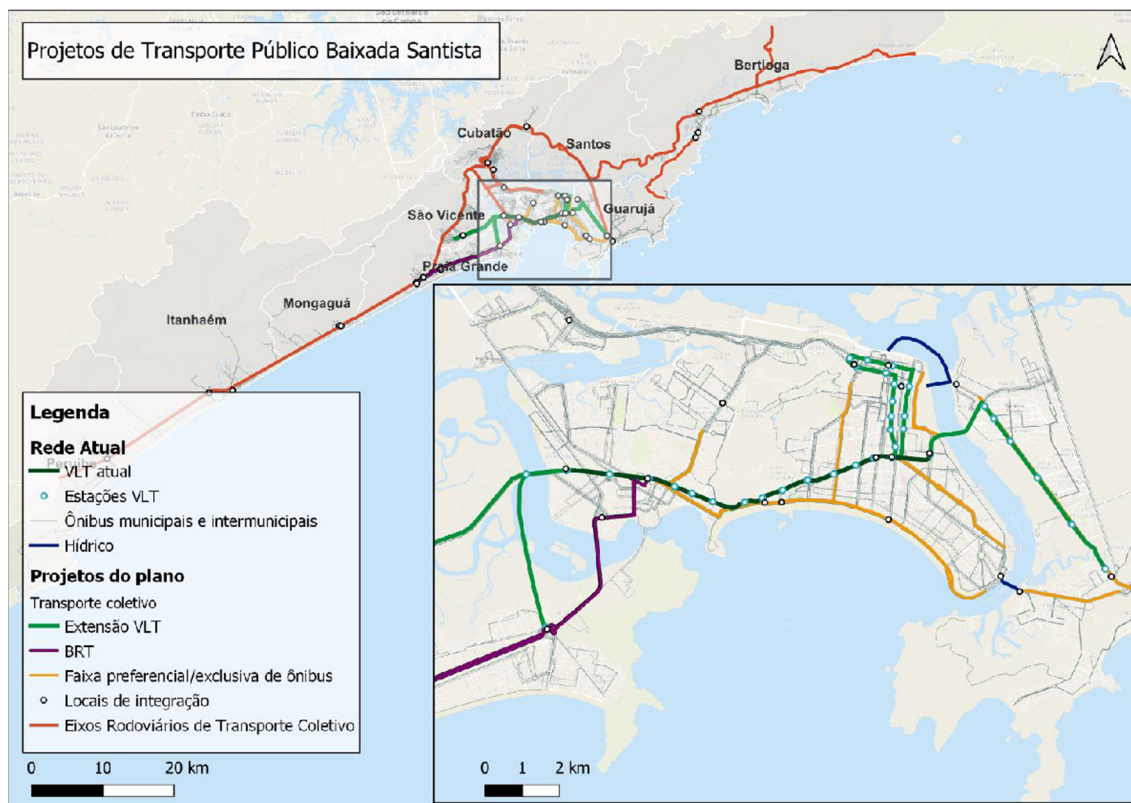 Projetos de Transporte Público Baixada Santista
Bertioga
Cubatão
Santos
São Vicente
Guarujá
Praia Grande
Mongaguá
Itanhaém
Peruíbe
Legenda
Rede Atual
VLT atual
Estações VLT
Ônibus municipais e intermunicipais
Hídrico
Projetos do plano
Transporte coletivo
Extensão VLT
BRT
Faixa preferencial/exclusiva de ônibus
Locais de integração
Eixos Rodoviários de Transporte Coletivo
0 10 20 km
0 1 2 km